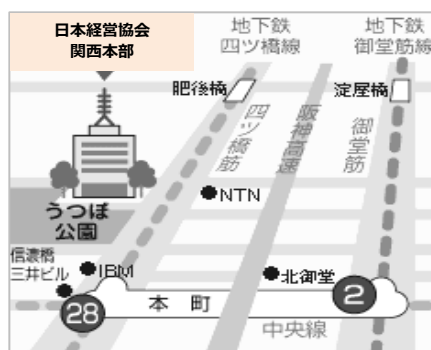 日本経営協会
関西本部
地下鉄
四ツ橋線
地下鉄
御堂筋線
肥後橋
淀屋橋
四ツ橋筋
阪神高速
御堂筋
NTN
うつぼ
公園
信濃橋
三井ビル
IBM
北御堂
28
本町
2
中央線